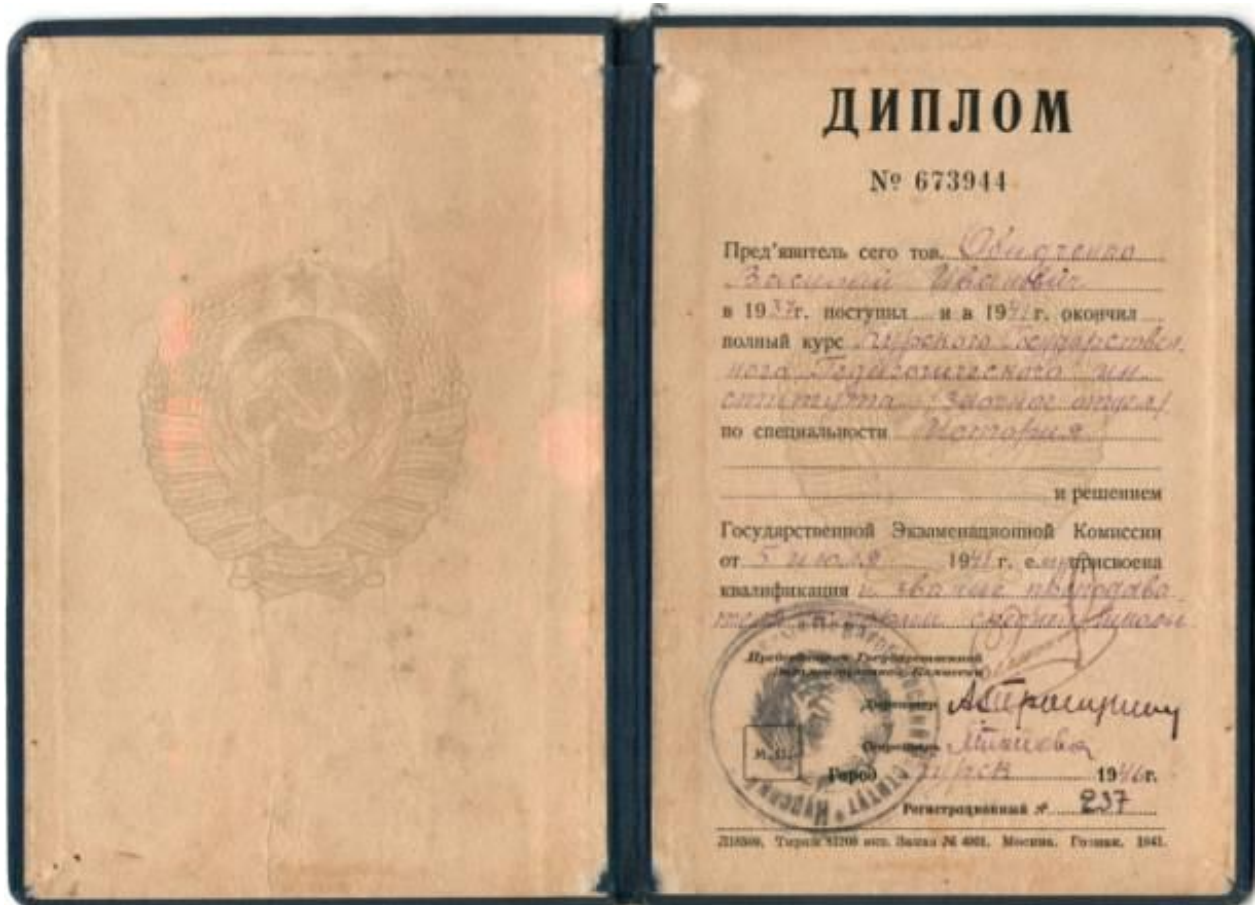 ДИПЛОМ
№ 673944
Пред'явитель сего тов.
Василий Иванович
в 1937г. поступил и в 1941г. окончил
полный курс Курского Государствен
ного Педагогического ин
ститута /заочное отдел/
по специальности История
и решением
Государственной Экзаменационной Комиссии
от 5 июля 1941 г. ему присвоена
квалификация и звание преподава
теля истории средней школы
Председатель Государственной
Экзаменационной Комиссии
Директор
Секретарь
М. П.
Город Курск 1946г.
Регистрационный № 237
Москва. Гознак. 1941.